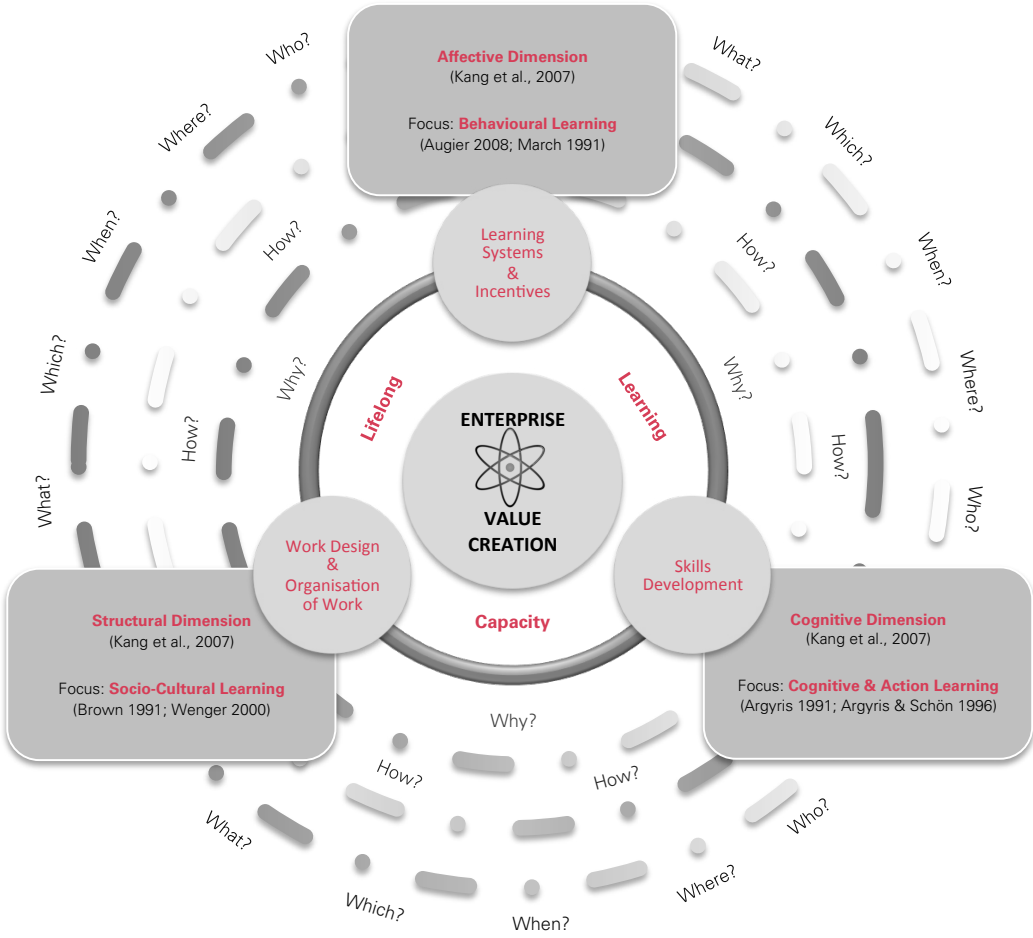 Affective Dimension
(Kang et al., 2007)
Focus: Behavioural Learning
(Augier 2008; March 1991)
Who?
Where?
When?
Which?
What?
How?
How?
Why?
What?
Which?
When?
Where?
Who?
How?
How?
Why?
Learning
Systems
&
Incentives
Lifelong
Learning
Capacity
ENTERPRISE
VALUE
CREATION
Work Design
&
Organisation
of Work
Skills
Development
Structural Dimension
(Kang et al., 2007)
Focus: Socio-Cultural Learning
(Brown 1991; Wenger 2000)
Cognitive Dimension
(Kang et al., 2007)
Focus: Cognitive & Action Learning
(Argyris 1991; Argyris & Schön 1996)
Why?
How?
How?
What?
Which?
When?
Where?
Who?